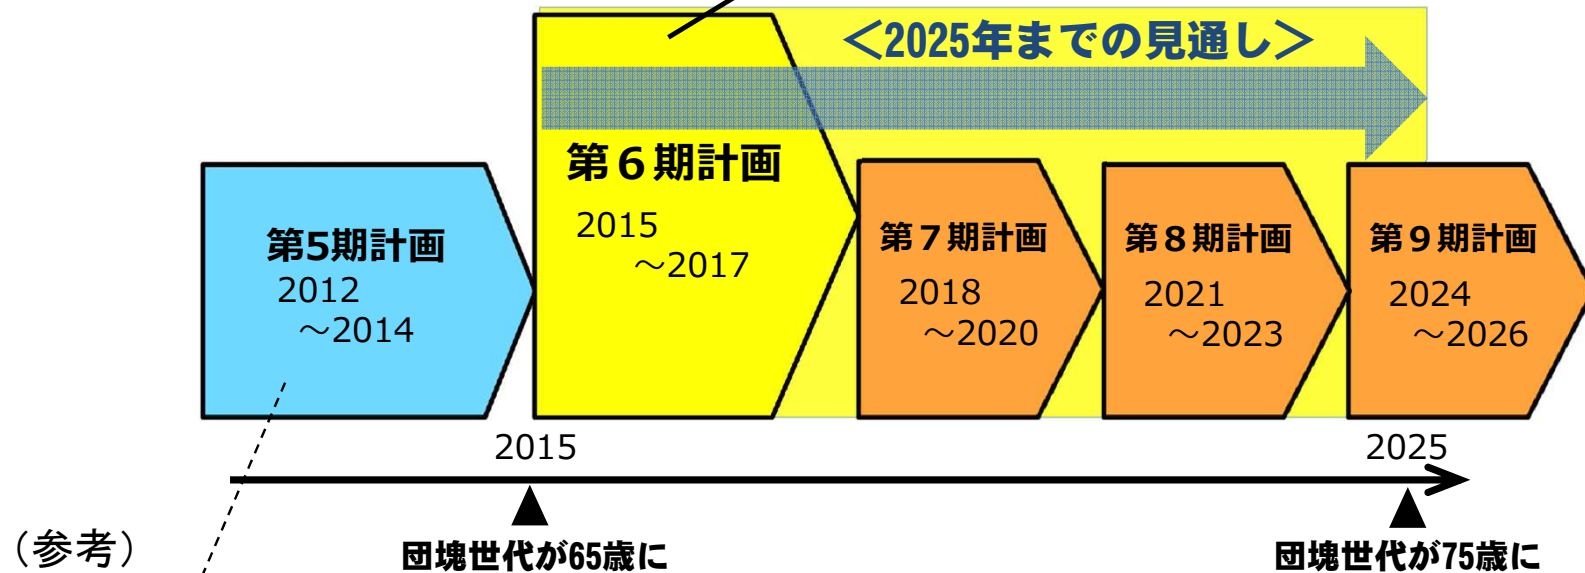 ＜2025年までの見通し＞
第６期計画
2015
～2017
第5期計画
2012
～2014
第７期計画
2018
～2020
第８期計画
2021
～2023
第９期計画
2024
～2026
2015
2025
（参考）
団塊世代が65歳に
団塊世代が75歳に